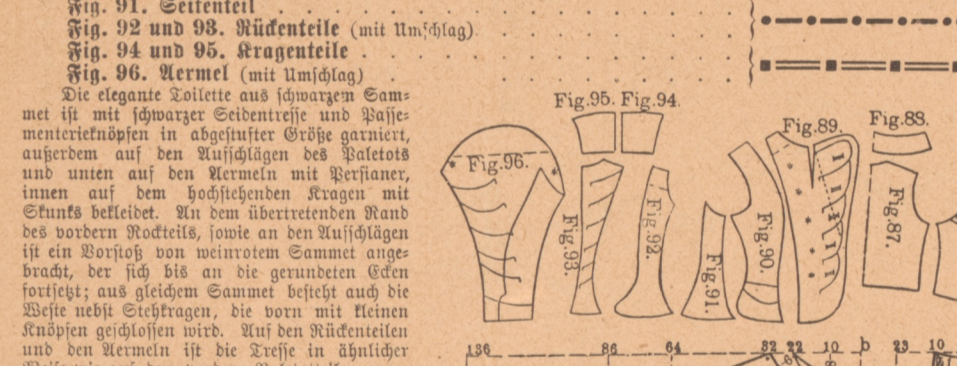 Fig. 91. Seitenteil . . . . . . . .
Fig. 92 und 93. Rückenteile (mit Umschlag)
Fig. 94 und 95. Kragenteile . . . . . . .
Fig. 96. Aermel (mit Umschlag) . . . . . .
Die elegante Toilette aus schwarzem Sam-
met ist mit schwarzer Seidentresse und Passe-
menterieknöpfen in abgestufter Größe garniert,
außerdem auf den Aufschlägen des Paletots
und unten auf den Aermeln mit Persianer,
innen auf dem hochstehenden Kragen mit
Skunks bekleidet. An dem übertretenden Rand
des vordern Rockteils, sowie an den Aufschlägen
ist ein Vorstoß von weinrotem Sammet ange-
bracht, der sich bis an die gerundeten Ecken
fortsetzt; aus gleichem Sammet besteht auch die
Weste nebst Stehkragen, die vorn mit kleinen
Knöpfen geschlossen wird. Auf den Rückenteilen
und den Aermeln ist die Tresse in ähnlicher
Fig.95. Fig.94.
Fig.89.
Fig.88.
Fig.96.
Fig.93.
Fig.92.
Fig.91.
Fig.90.
Fig.87.
136 86 64 32 22 10 b 23 10